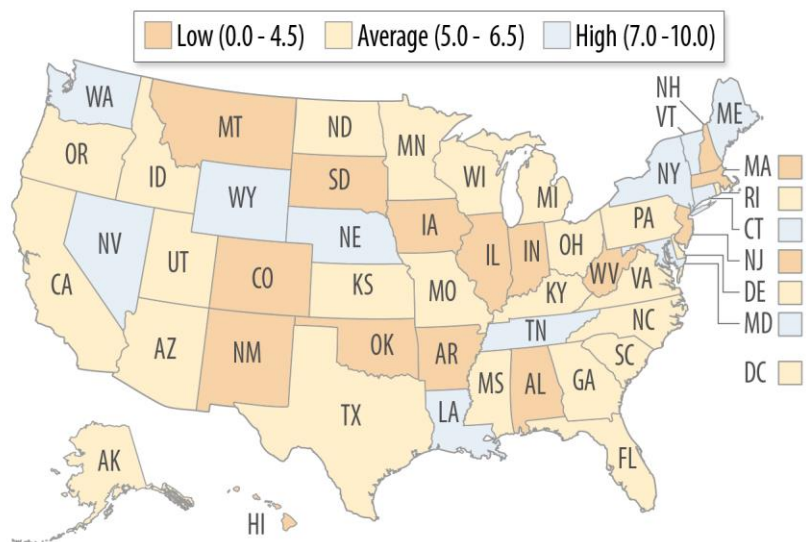 Low (0.0 - 4.5) Average (5.0 - 6.5) High (7.0 -10.0)
NH
WA VT ME
MT ND
MN
OR NY MA
ID SD WI RI
WY MI
CT
IA PA
NE NJ
NV IL IN OH
UT DE
CO WV VA
CA KS MO KY MD
NC
TN
OK
AZ NM AR SC
DC
MS AL GA
TX LA
FL
AK
HI